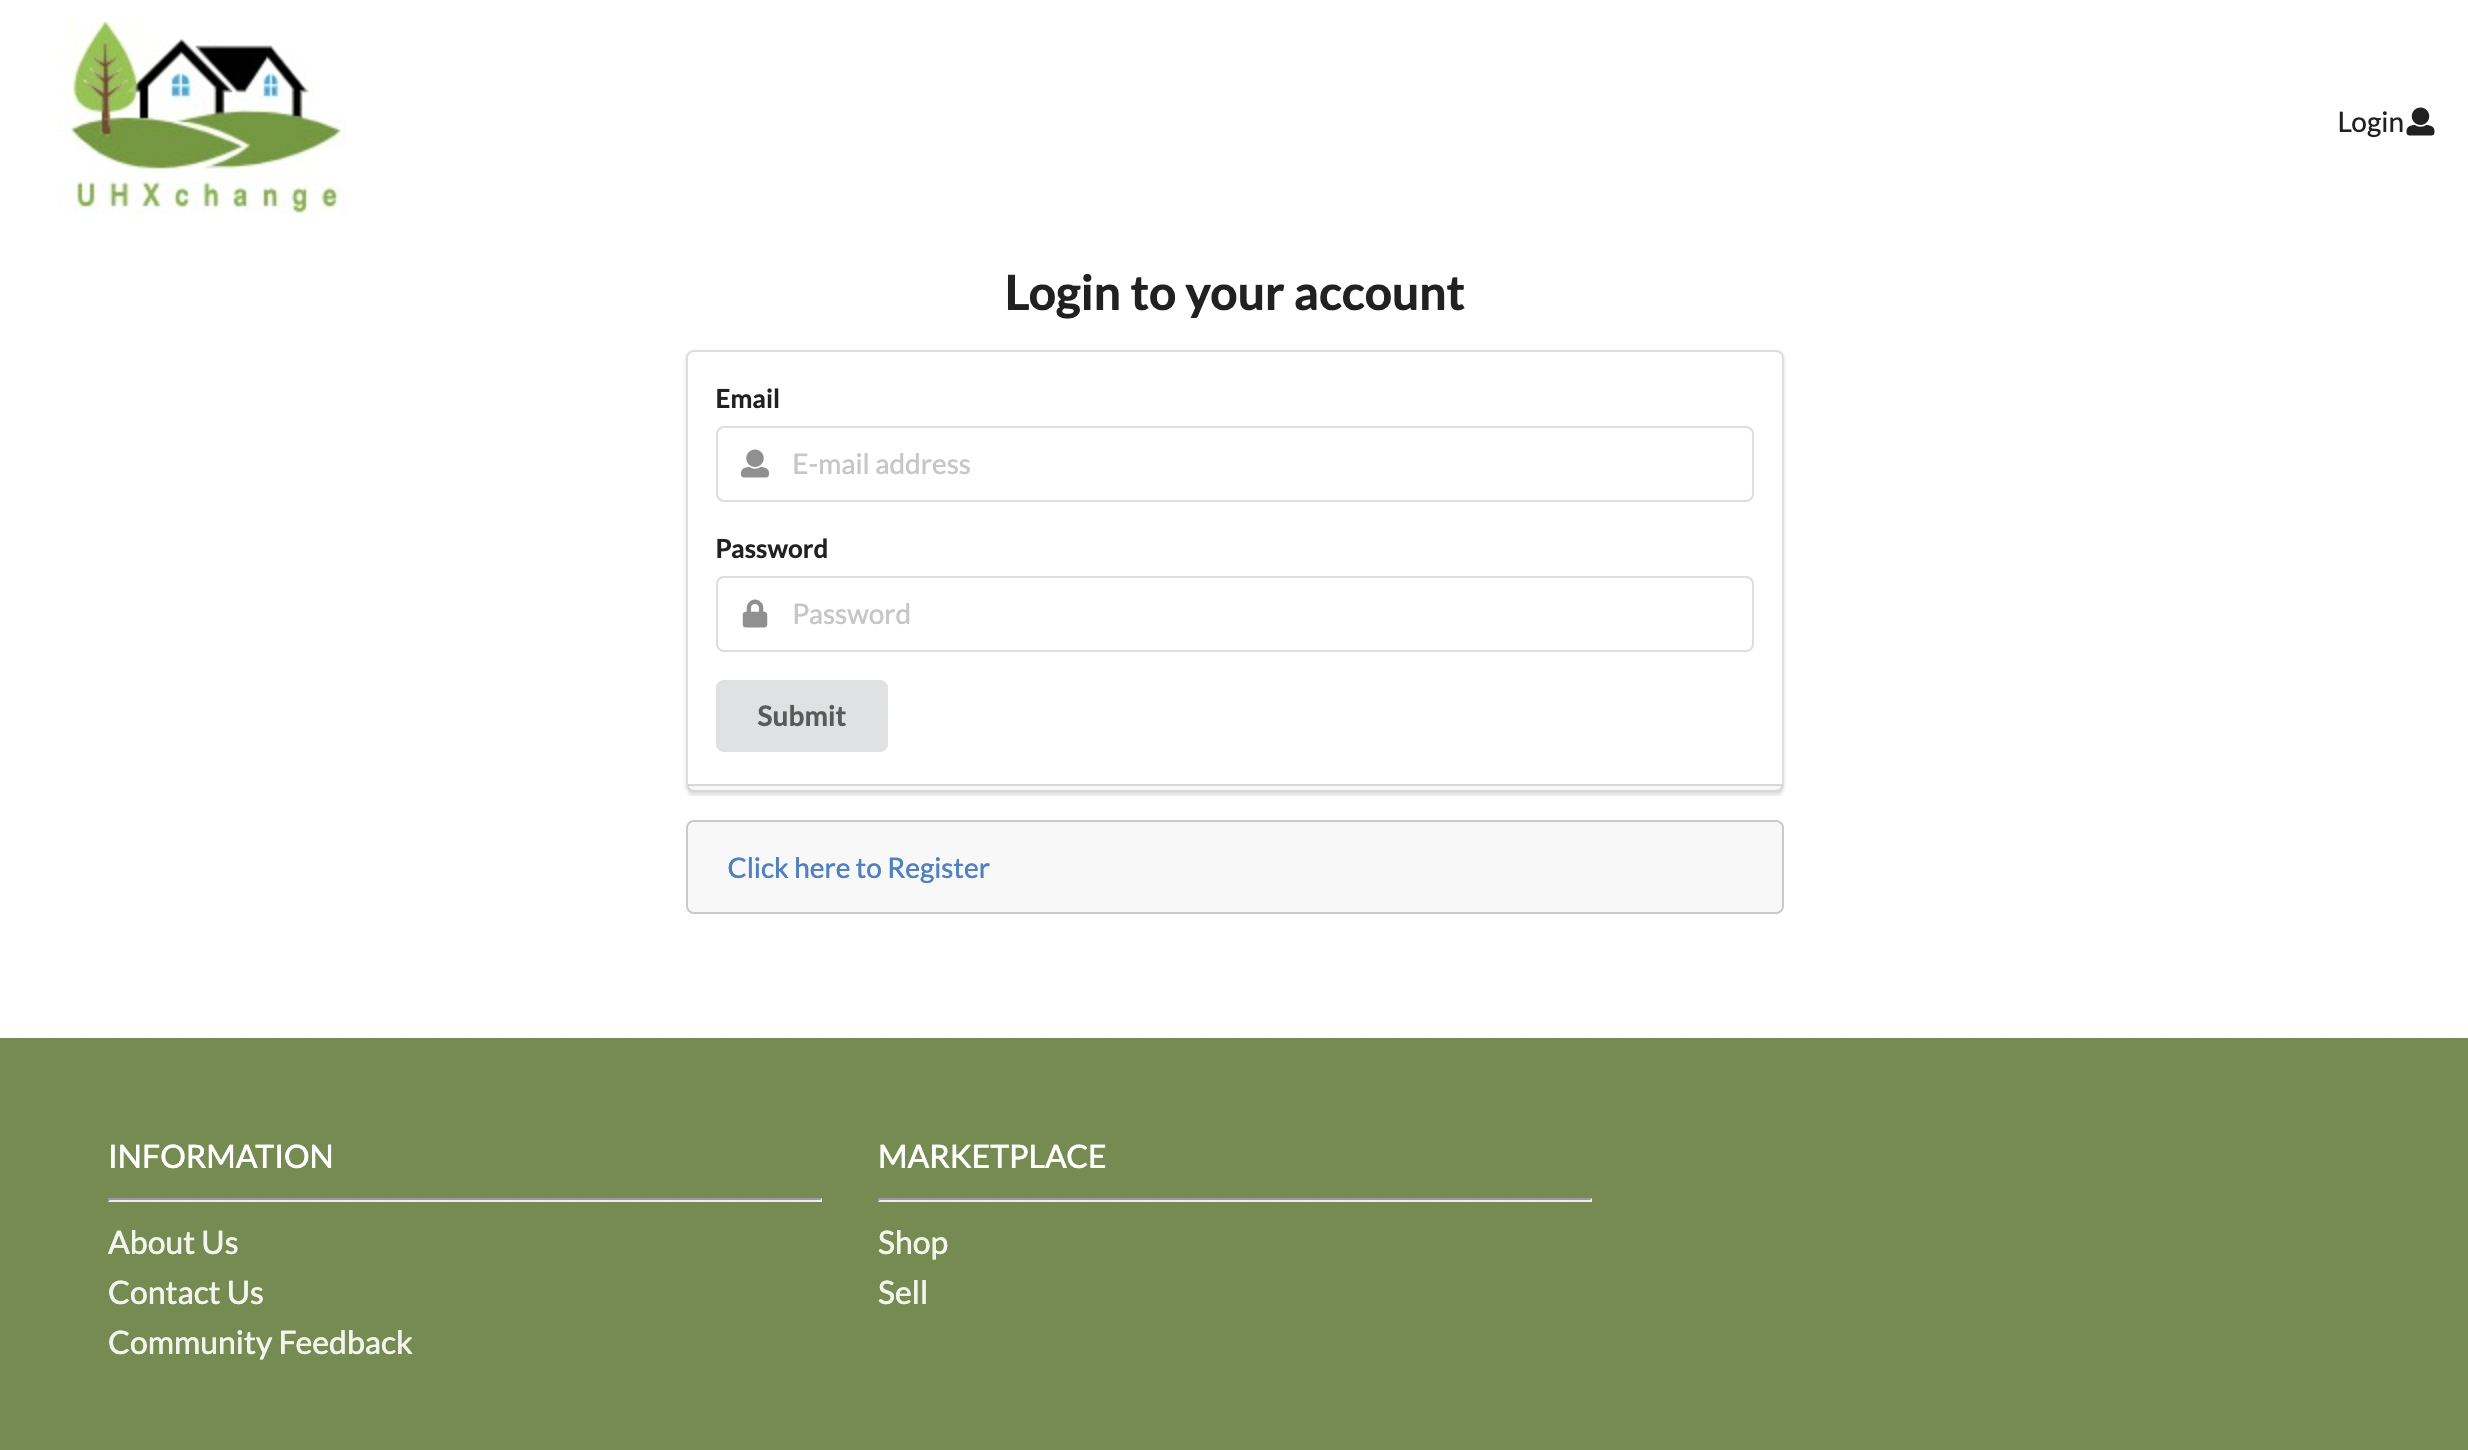 UHXchange
Login
Login to your account
Email
E-mail address
Password
Password
Submit
Click here to Register
INFORMATION
About Us
Contact Us
Community Feedback
MARKETPLACE
Shop
Sell